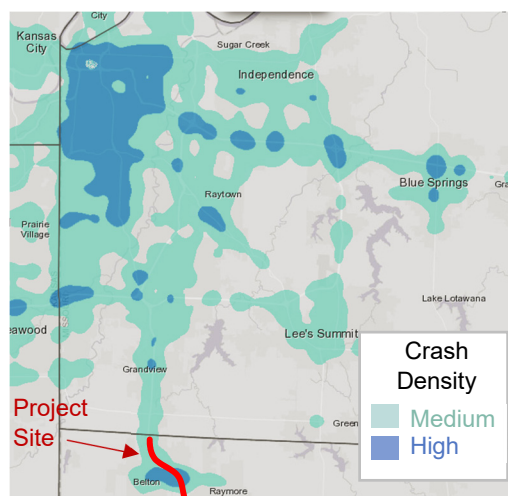 City
Kansas
City
Sugar Creek
Independence
Blue Springs
Gra
Raytown
Prairie
Village
Lake Lotawana
eawood
Lee's Summit
Crash
Density
Medium
High
Grandview
Project
Site
Green
Belton
Raymore